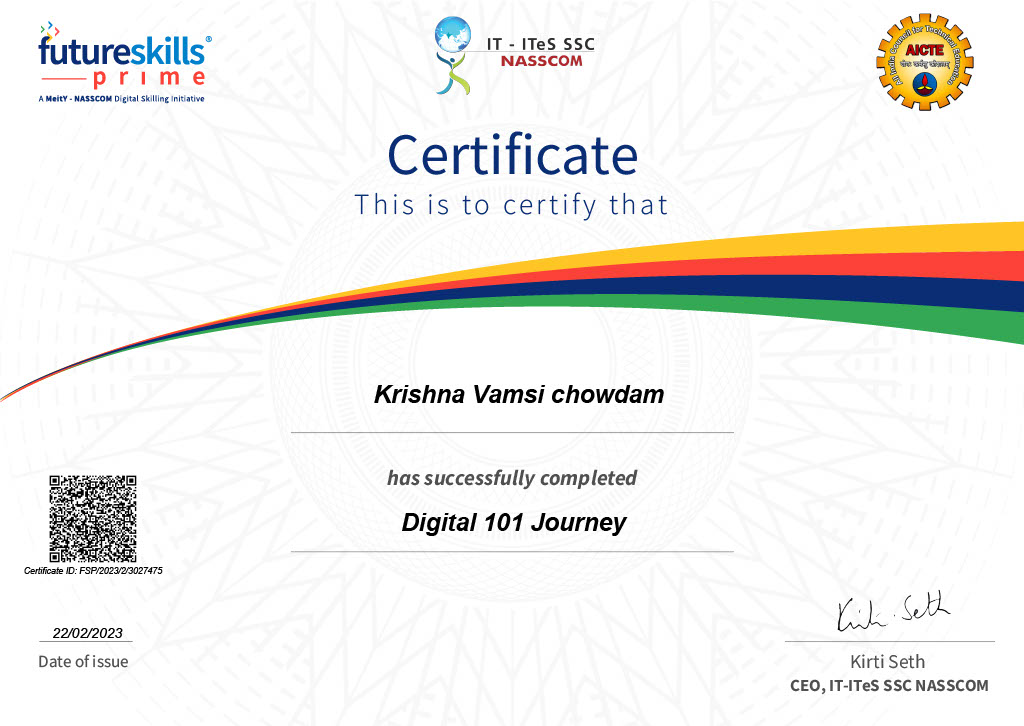 futureskills®
prime
A MeitY - NASSCOM Digital Skilling Initiative
IT - ITeS SSC
NASSCOM
All India Council for Technical Education
AICTE
Certificate
This is to certify that
Krishna Vamsi chowdam
has successfully completed
Digital 101 Journey
Certificate ID: FSP/2023/2/3027475
22/02/2023
Date of issue
Kirti Seth
Kirti Seth
CEO, IT-ITeS SSC NASSCOM